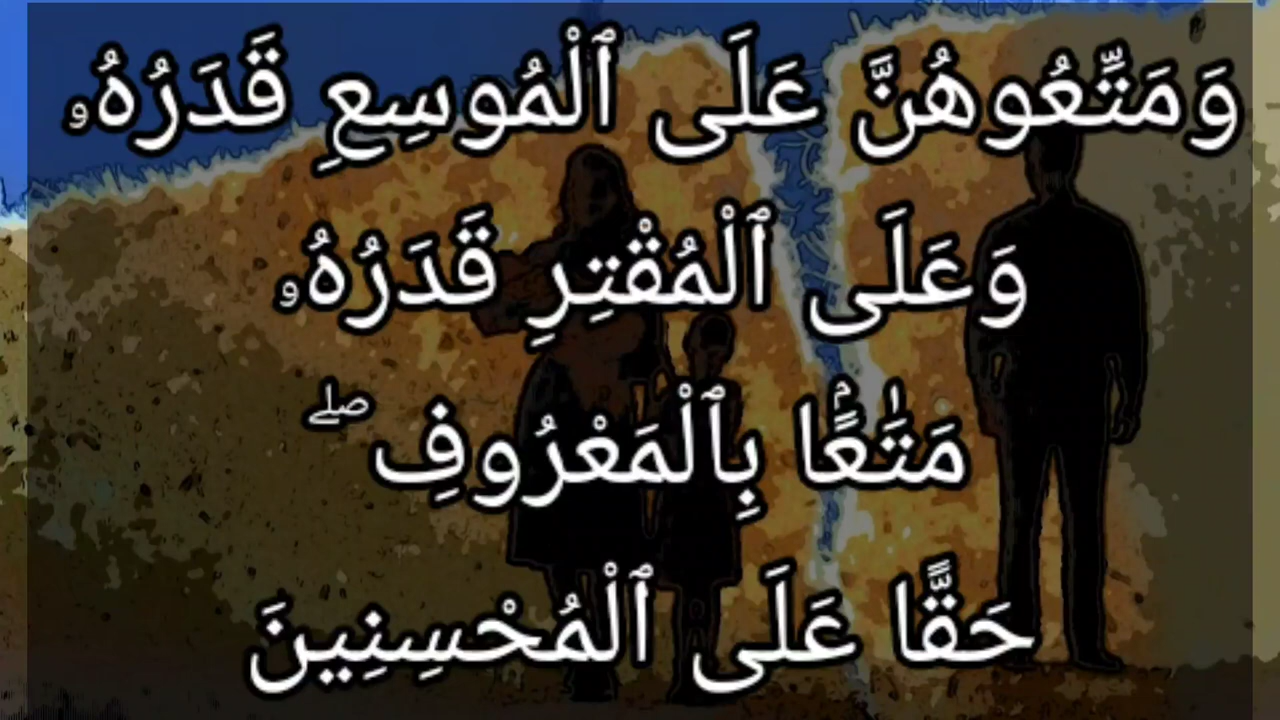 وَمَتِّعُوهُنَّ عَلَى ٱلْمُوسِعِ قَدَرُهُۥ
وَعَلَى ٱلْمُقْتِرِ قَدَرُهُۥ
مَتَـٰعًۢا بِٱلْمَعْرُوفِ ۖ
حَقًّا عَلَى ٱلْمُحْسِنِينَ